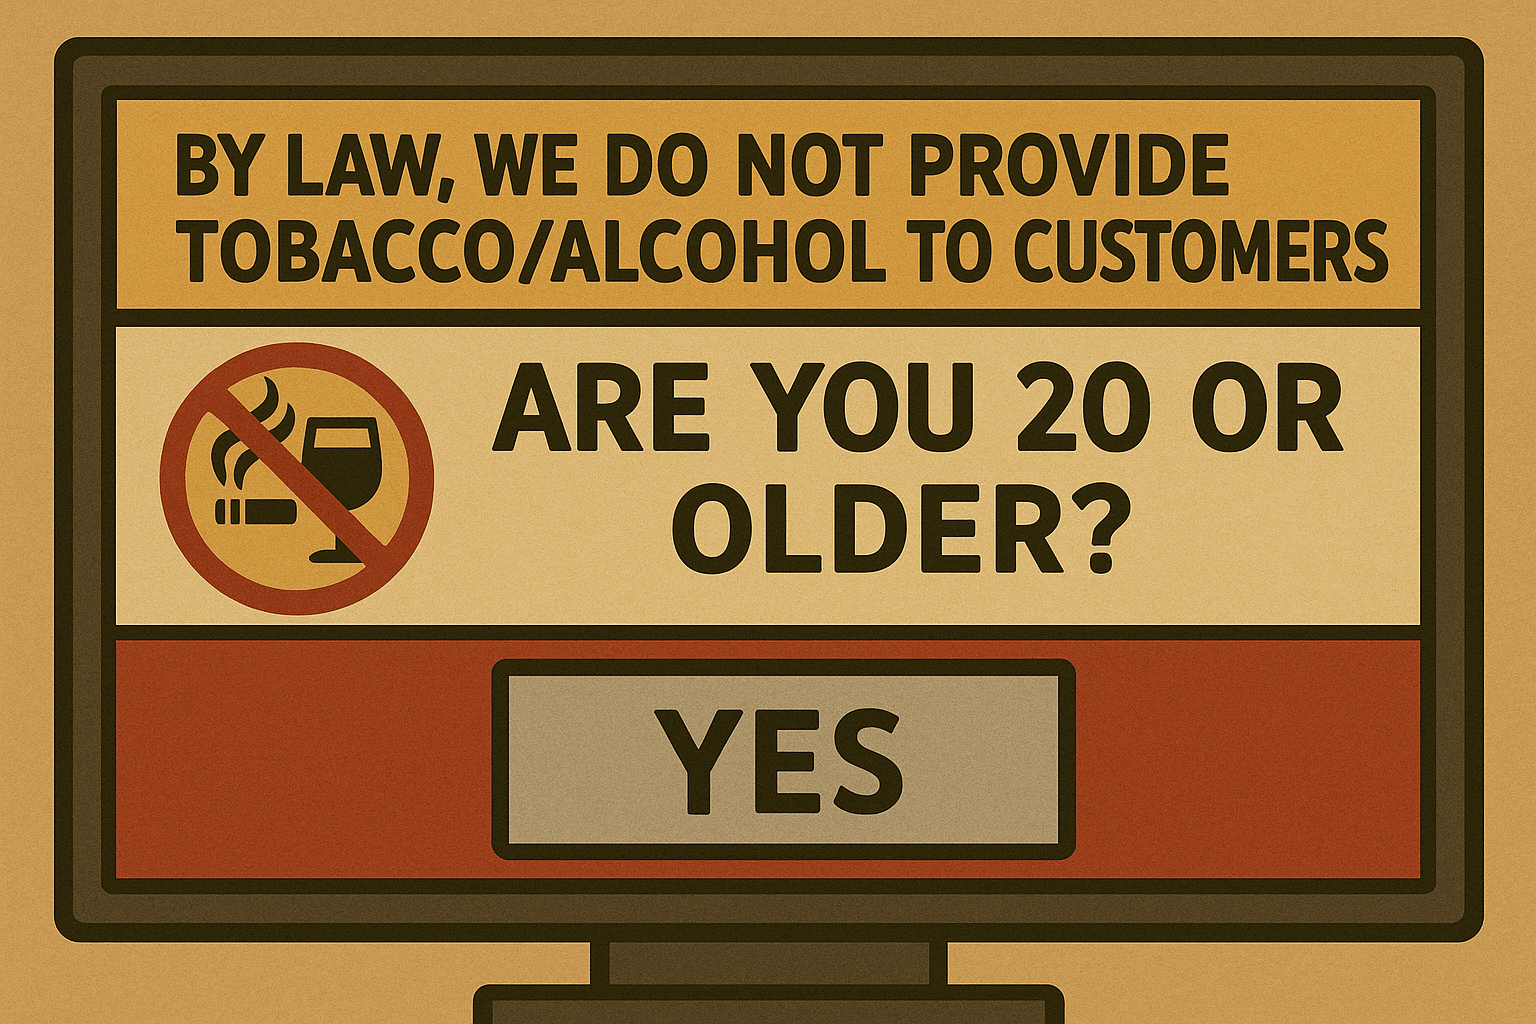 BY LAW, WE DO NOT PROVIDE
TOBACCO/ALCOHOL TO CUSTOMERS
ARE YOU 20 OR
OLDER?
YES